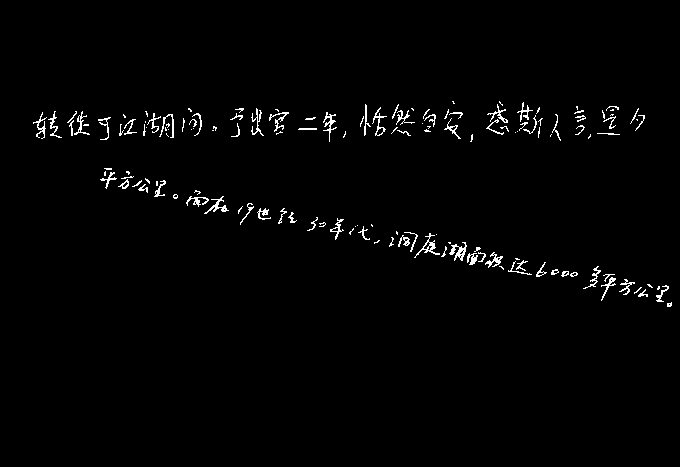 转徙于江湖间。予出官二年,恬然自安,感斯人言,是夕
平方公里。而在19世纪30年代,洞庭湖面积达6000多平方公里。